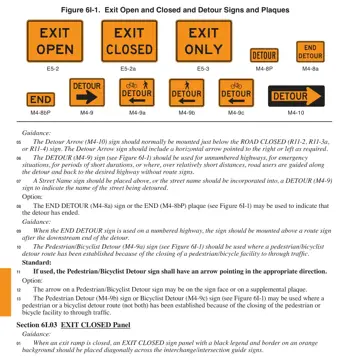 Figure 6I-1. Exit Open and Closed and Detour Signs and Plaques
EXIT
OPEN
EXIT
CLOSED
EXIT
ONLY
DETOUR
END
DETOUR
E5-2
E5-2a
E5-3
M4-8P
M4-8a
END
DETOUR
DETOUR
DETOUR
DETOUR
DETOUR
M4-8bP
M4-9
M4-9a
M4-9b
M4-9c
M4-10
Guidance:
05 The Detour Arrow (M4-10) sign should normally be mounted just below the ROAD CLOSED (R11-2, R11-3a,
or R11-4) sign. The Detour Arrow sign should include a horizontal arrow pointed to the right or left as required.
06 The DETOUR (M4-9) sign (see Figure 6I-1) should be used for unnumbered highways, for emergency
situations, for periods of short durations, or where, over relatively short distances, road users are guided along
the detour and back to the desired highway without route signs.
07 A Street Name sign should be placed above, or the street name should be incorporated into, a DETOUR (M4-9)
sign to indicate the name of the street being detoured.
Option:
08 The END DETOUR (M4-8a) sign or the END (M4-8bP) plaque (see Figure 6I-1) may be used to indicate that
the detour has ended.
Guidance:
09 When the END DETOUR sign is used on a numbered highway, the sign should be mounted above a route sign
after the downstream end of the detour.
10 The Pedestrian/Bicyclist Detour (M4-9a) sign (see Figure 6I-1) should be used where a pedestrian/bicyclist
detour route has been established because of the closing of a pedestrian/bicycle facility to through traffic.
Standard:
11 If used, the Pedestrian/Bicyclist Detour sign shall have an arrow pointing in the appropriate direction.
Option:
12 The arrow on a Pedestrian/Bicyclist Detour sign may be on the sign face or on a supplemental plaque.
13 The Pedestrian Detour (M4-9b) sign or Bicyclist Detour (M4-9c) sign (see Figure 6I-1) may be used where a
pedestrian or a bicyclist detour route (not both) has been established because of the closing of the pedestrian or
bicycle facility to through traffic.
Section 6I.03 EXIT CLOSED Panel
Guidance:
01 When an exit ramp is closed, an EXIT CLOSED sign panel with a black legend and border on an orange
background should be placed diagonally across the interchange/intersection guide signs.